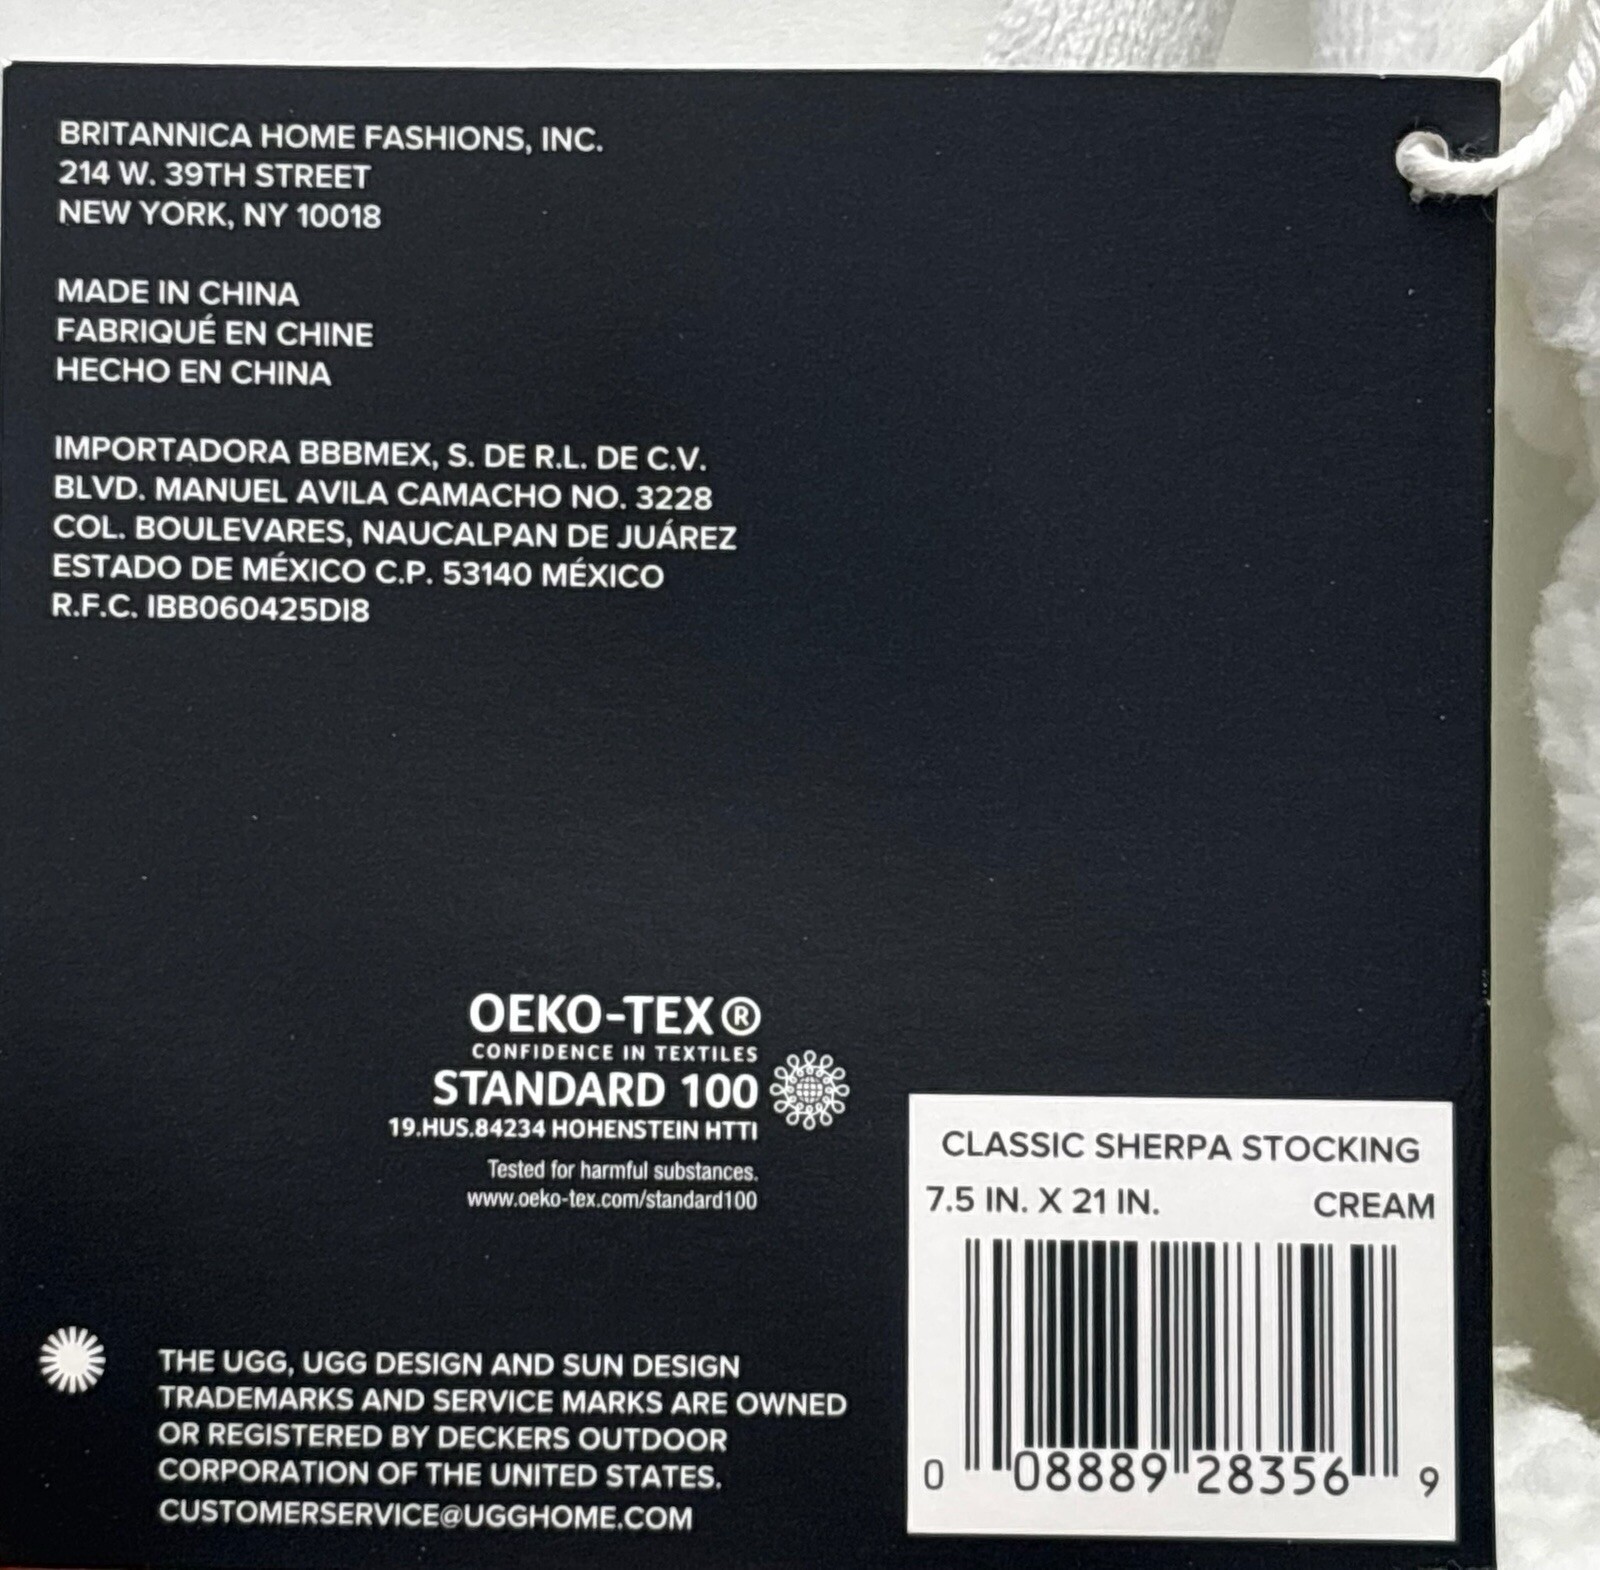 BRITANNICA HOME FASHIONS, INC.
214 W. 39TH STREET
NEW YORK, NY 10018
MADE IN CHINA
FABRIQUÉ EN CHINE
HECHO EN CHINA
IMPORTADORA BBBMEX, S. DE R.L. DE C.V.
BLVD. MANUEL AVILA CAMACHO NO. 3228
COL. BOULEVARES, NAUCALPAN DE JUÁREZ
ESTADO DE MÉXICO C.P. 53140 MÉXICO
R.F.C. IBB060425DI8
OEKO-TEX®
CONFIDENCE IN TEXTILES
STANDARD 100
19.HUS.84234 HOHENSTEIN HTTI
Tested for harmful substances.
www.oeko-tex.com/standard100
THE UGG, UGG DESIGN AND SUN DESIGN
TRADEMARKS AND SERVICE MARKS ARE OWNED
OR REGISTERED BY DECKERS OUTDOOR
CORPORATION OF THE UNITED STATES.
CUSTOMERSERVICE@UGGHOME.COM
CLASSIC SHERPA STOCKING
7.5 IN. X 21 IN. CREAM
0 08889 28356 9